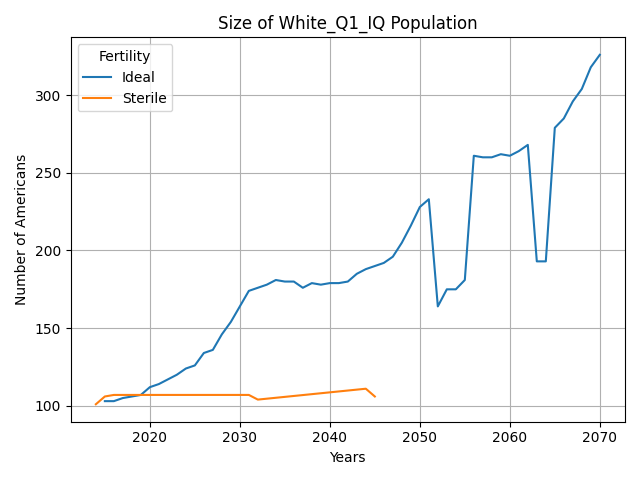 Size of White_Q1_IQ Population
Fertility
Ideal
Sterile
Number of Americans
300
250
200
150
100
2020
2030
2040
2050
2060
2070
Years